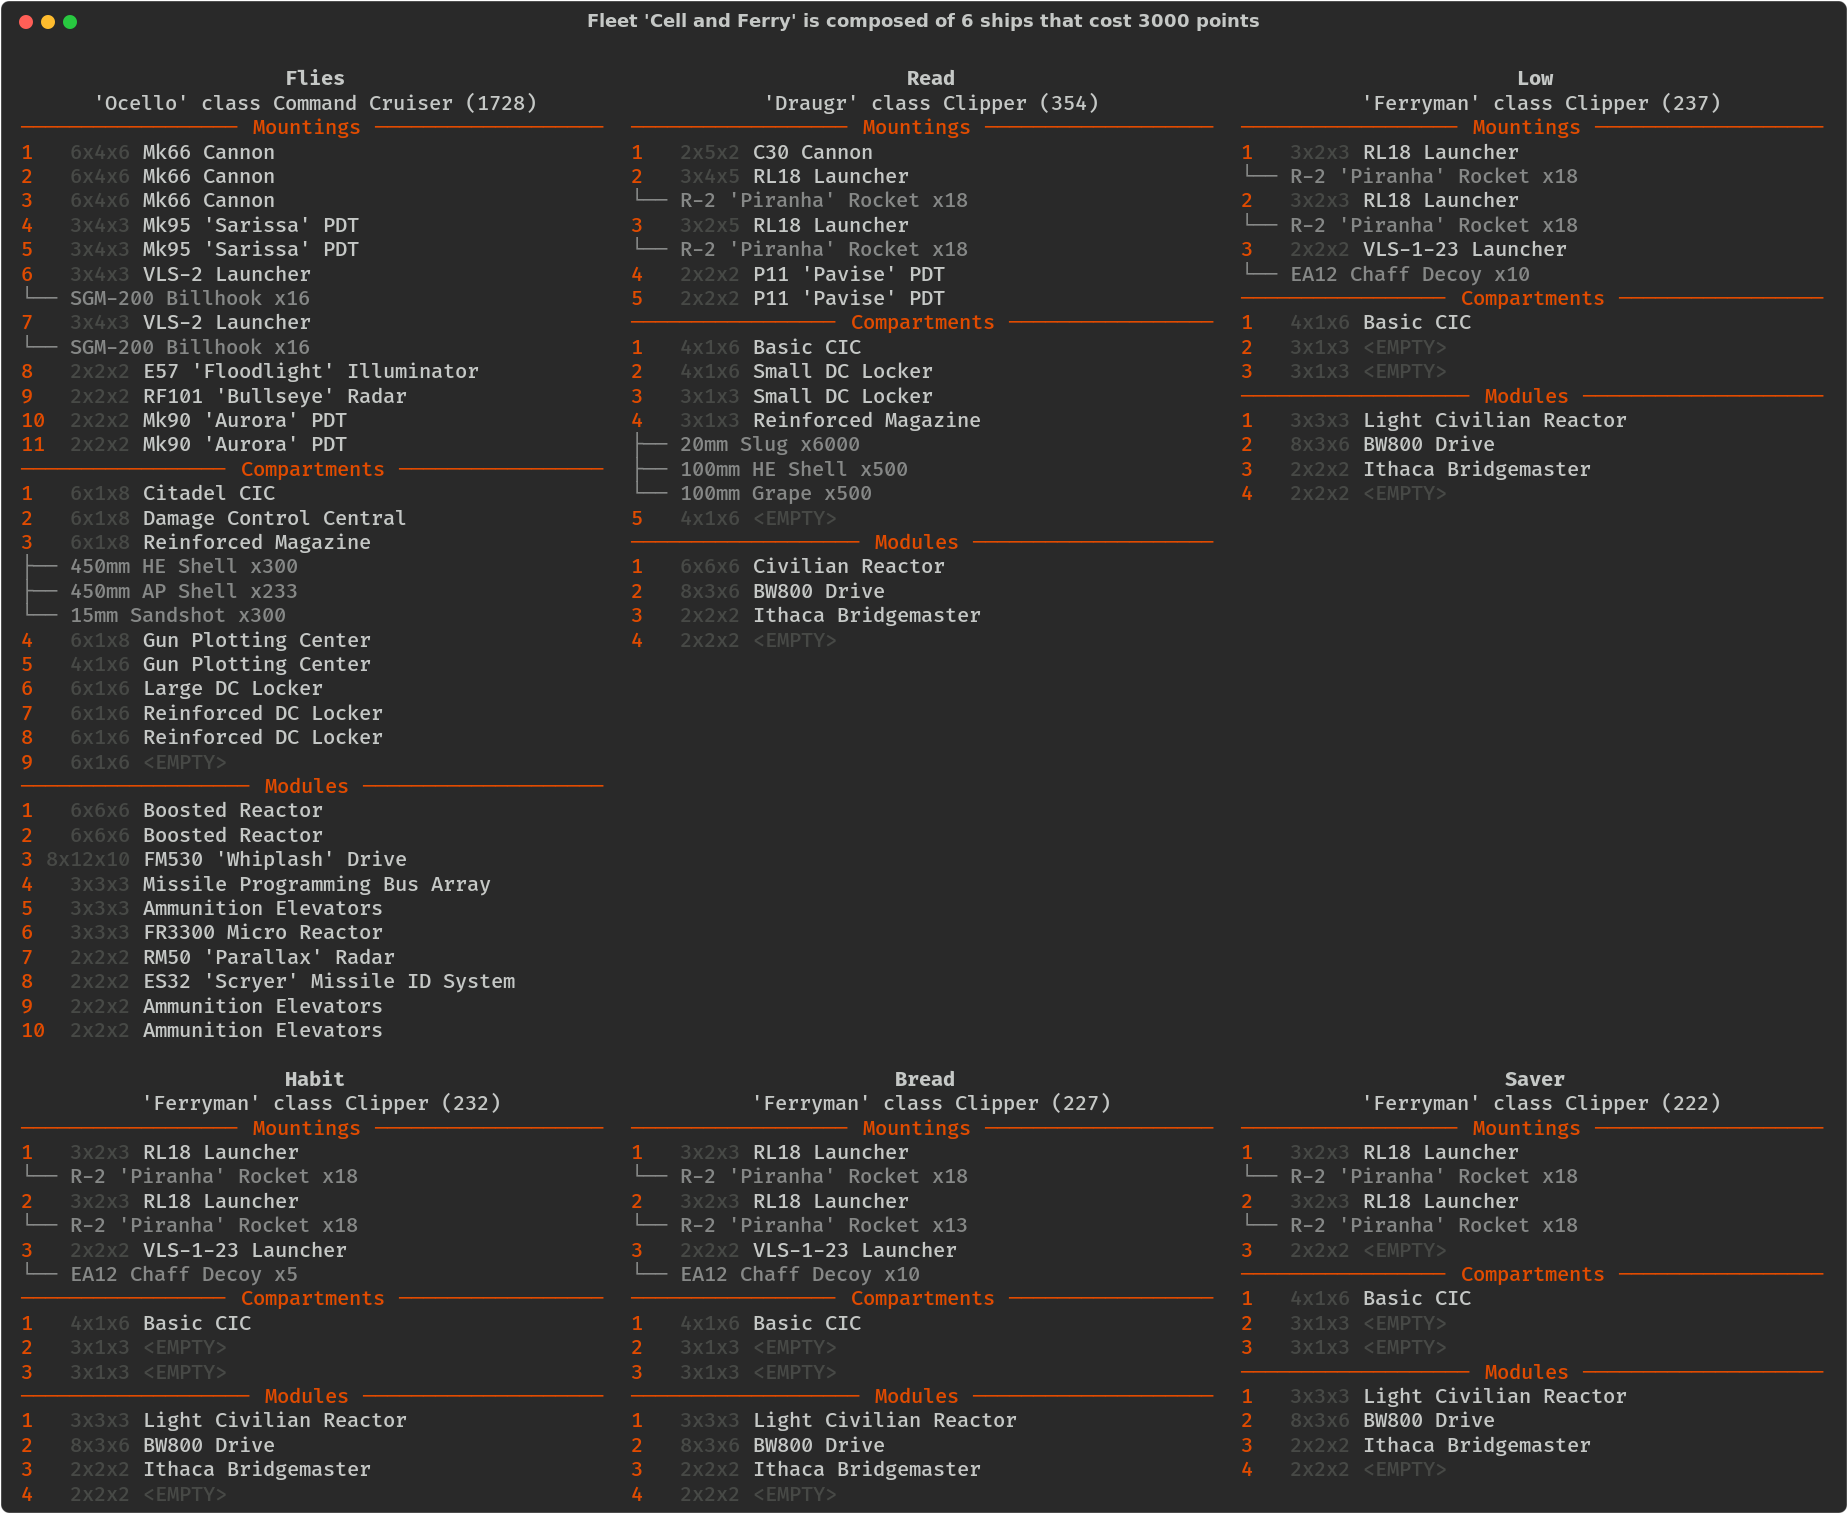 Fleet 'Cell and Ferry' is composed of 6 ships that cost 3000 points
Flies
'Ocello' class Command Cruiser (1728)
Mountings
1 6x4x6 Mk66 Cannon
2 6x4x6 Mk66 Cannon
3 6x4x6 Mk66 Cannon
4 3x4x3 Mk95 'Sarissa' PDT
5 3x4x3 Mk95 'Sarissa' PDT
6 3x4x3 VLS-2 Launcher
└── SGM-200 Billhook x16
7 3x4x3 VLS-2 Launcher
└── SGM-200 Billhook x16
8 2x2x2 E57 'Floodlight' Illuminator
9 2x2x2 RF101 'Bullseye' Radar
10 2x2x2 Mk90 'Aurora' PDT
11 2x2x2 Mk90 'Aurora' PDT
Compartments
1 6x1x8 Citadel CIC
2 6x1x8 Damage Control Central
3 6x1x8 Reinforced Magazine
├── 450mm HE Shell x300
├── 450mm AP Shell x233
└── 15mm Sandshot x300
4 6x1x8 Gun Plotting Center
5 4x1x6 Gun Plotting Center
6 6x1x6 Large DC Locker
7 6x1x6 Reinforced DC Locker
8 6x1x6 Reinforced DC Locker
9 6x1x6 <EMPTY>
Modules
1 6x6x6 Boosted Reactor
2 6x6x6 Boosted Reactor
3 8x12x10 FM530 'Whiplash' Drive
4 3x3x3 Missile Programming Bus Array
5 3x3x3 Ammunition Elevators
6 3x3x3 FR3300 Micro Reactor
7 2x2x2 RM50 'Parallax' Radar
8 2x2x2 ES32 'Scryer' Missile ID System
9 2x2x2 Ammunition Elevators
10 2x2x2 Ammunition Elevators
Read
'Draugr' class Clipper (354)
Mountings
1 2x5x2 C30 Cannon
2 3x4x5 RL18 Launcher
└── R-2 'Piranha' Rocket x18
3 3x2x5 RL18 Launcher
└── R-2 'Piranha' Rocket x18
4 2x2x2 P11 'Pavise' PDT
5 2x2x2 P11 'Pavise' PDT
Compartments
1 4x1x6 Basic CIC
2 4x1x6 Small DC Locker
3 3x1x3 Small DC Locker
4 3x1x3 Reinforced Magazine
├── 20mm Slug x6000
├── 100mm HE Shell x500
└── 100mm Grape x500
5 4x1x6 <EMPTY>
Modules
1 6x6x6 Civilian Reactor
2 8x3x6 BW800 Drive
3 2x2x2 Ithaca Bridgemaster
4 2x2x2 <EMPTY>
Low
'Ferryman' class Clipper (237)
Mountings
1 3x2x3 RL18 Launcher
└── R-2 'Piranha' Rocket x18
2 3x2x3 RL18 Launcher
└── R-2 'Piranha' Rocket x18
3 2x2x2 VLS-1-23 Launcher
└── EA12 Chaff Decoy x10
Compartments
1 4x1x6 Basic CIC
2 3x1x3 <EMPTY>
3 3x1x3 <EMPTY>
Modules
1 3x3x3 Light Civilian Reactor
2 8x3x6 BW800 Drive
3 2x2x2 Ithaca Bridgemaster
4 2x2x2 <EMPTY>
Habit
'Ferryman' class Clipper (232)
Mountings
1 3x2x3 RL18 Launcher
└── R-2 'Piranha' Rocket x18
2 3x2x3 RL18 Launcher
└── R-2 'Piranha' Rocket x18
3 2x2x2 VLS-1-23 Launcher
└── EA12 Chaff Decoy x5
Compartments
1 4x1x6 Basic CIC
2 3x1x3 <EMPTY>
3 3x1x3 <EMPTY>
Modules
1 3x3x3 Light Civilian Reactor
2 8x3x6 BW800 Drive
3 2x2x2 Ithaca Bridgemaster
4 2x2x2 <EMPTY>
Bread
'Ferryman' class Clipper (227)
Mountings
1 3x2x3 RL18 Launcher
└── R-2 'Piranha' Rocket x18
2 3x2x3 RL18 Launcher
└── R-2 'Piranha' Rocket x13
3 2x2x2 VLS-1-23 Launcher
└── EA12 Chaff Decoy x10
Compartments
1 4x1x6 Basic CIC
2 3x1x3 <EMPTY>
3 3x1x3 <EMPTY>
Modules
1 3x3x3 Light Civilian Reactor
2 8x3x6 BW800 Drive
3 2x2x2 Ithaca Bridgemaster
4 2x2x2 <EMPTY>
Saver
'Ferryman' class Clipper (222)
Mountings
1 3x2x3 RL18 Launcher
└── R-2 'Piranha' Rocket x18
2 3x2x3 RL18 Launcher
└── R-2 'Piranha' Rocket x18
3 2x2x2 <EMPTY>
Compartments
1 4x1x6 Basic CIC
2 3x1x3 <EMPTY>
3 3x1x3 <EMPTY>
Modules
1 3x3x3 Light Civilian Reactor
2 8x3x6 BW800 Drive
3 2x2x2 Ithaca Bridgemaster
4 2x2x2 <EMPTY>